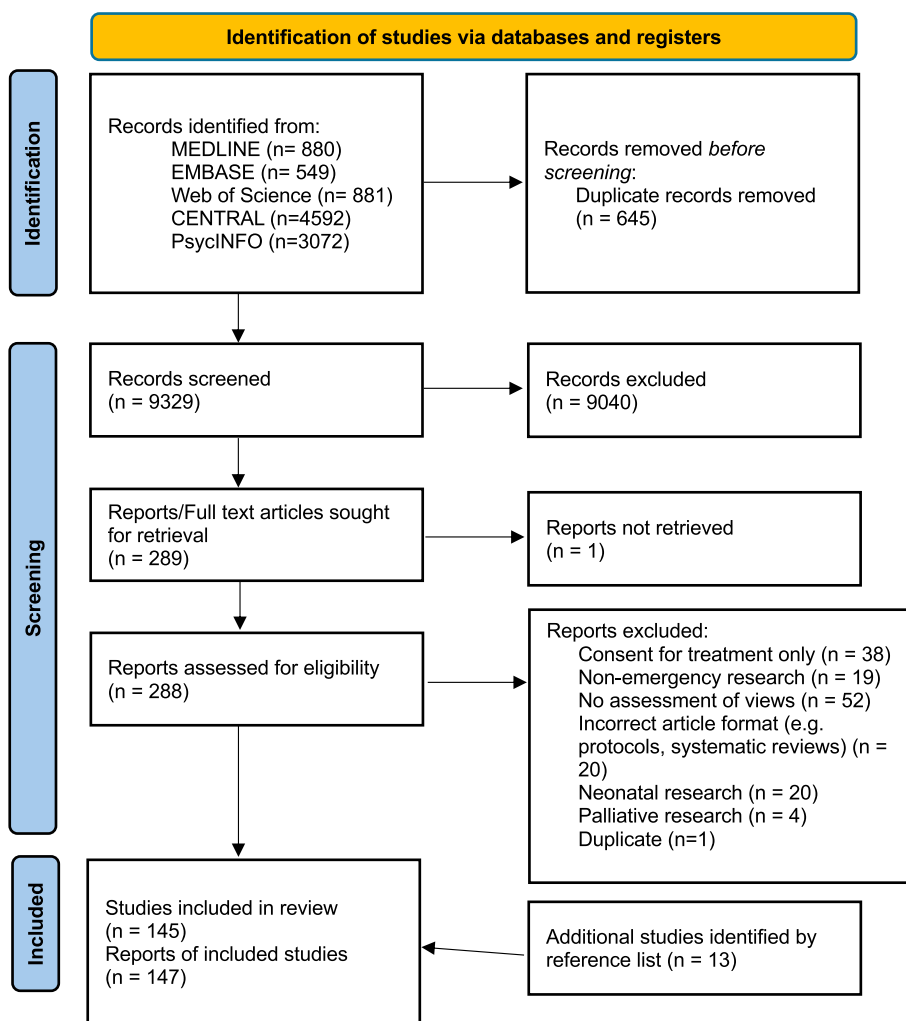 Identification of studies via databases and registers
Identification
Records identified from:
MEDLINE (n= 880)
EMBASE (n= 549)
Web of Science (n= 881)
CENTRAL (n=4592)
PsycINFO (n=3072)
Records removed before
screening:
Duplicate records removed
(n = 645)
Screening
Records screened
(n = 9329)
Records excluded
(n = 9040)
Reports/Full text articles sought
for retrieval
(n = 289)
Reports not retrieved
(n = 1)
Reports assessed for eligibility
(n = 288)
Reports excluded:
Consent for treatment only (n = 38)
Non-emergency research (n = 19)
No assessment of views (n = 52)
Incorrect article format (e.g.
protocols, systematic reviews) (n =
20)
Neonatal research (n = 20)
Palliative research (n = 4)
Duplicate (n=1)
Included
Studies included in review
(n = 145)
Reports of included studies
(n = 147)
Additional studies identified by
reference list (n = 13)